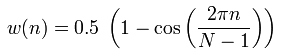 w(n) = 0.5 (1 − cos(2πn / (N − 1)))